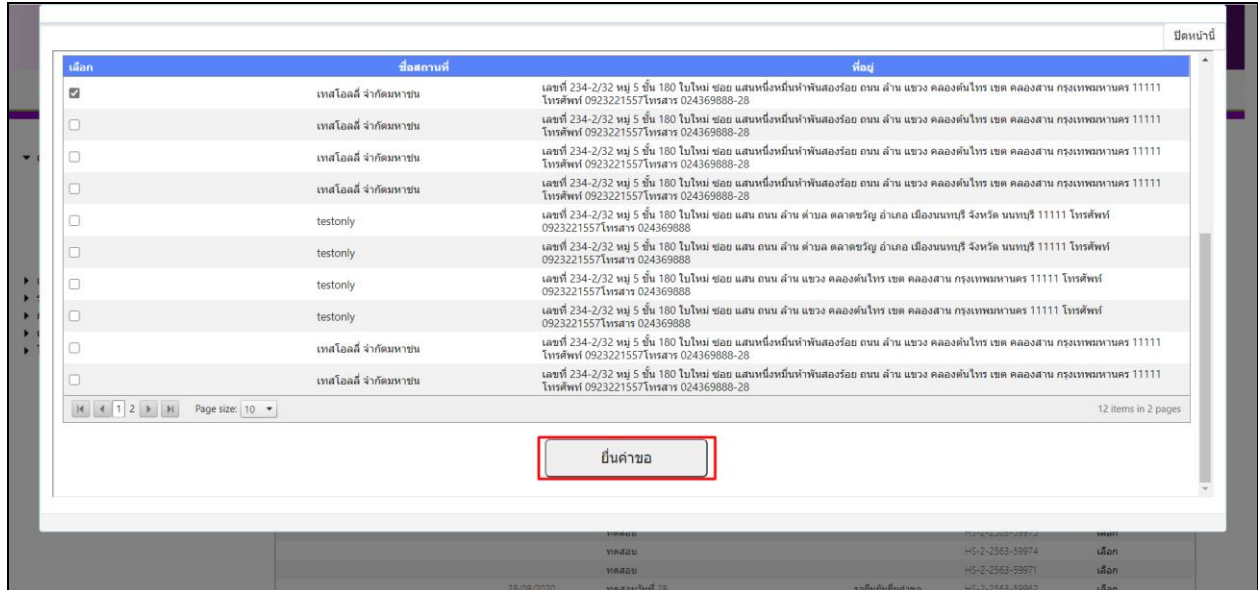 ปิดหน้านี้
เลือก ชื่อสถานที่ ที่อยู่
เทสโอลลี่ จำกัดมหาชน เลขที่ 234-2/32 หมู่ 5 ชั้น 180 ใบใหม่ ซอย แสนหนึ่งหมื่นห้าพันสองร้อย ถนน ล้าน แขวง คลองต้นไทร เขต คลองสาน กรุงเทพมหานคร 11111
โทรศัพท์ 0923221557โทรสาร 024369888-28
เทสโอลลี่ จำกัดมหาชน เลขที่ 234-2/32 หมู่ 5 ชั้น 180 ใบใหม่ ซอย แสนหนึ่งหมื่นห้าพันสองร้อย ถนน ล้าน แขวง คลองต้นไทร เขต คลองสาน กรุงเทพมหานคร 11111
โทรศัพท์ 0923221557โทรสาร 024369888-28
เทสโอลลี่ จำกัดมหาชน เลขที่ 234-2/32 หมู่ 5 ชั้น 180 ใบใหม่ ซอย แสนหนึ่งหมื่นห้าพันสองร้อย ถนน ล้าน แขวง คลองต้นไทร เขต คลองสาน กรุงเทพมหานคร 11111
โทรศัพท์ 0923221557โทรสาร 024369888-28
เทสโอลลี่ จำกัดมหาชน เลขที่ 234-2/32 หมู่ 5 ชั้น 180 ใบใหม่ ซอย แสนหนึ่งหมื่นห้าพันสองร้อย ถนน ล้าน แขวง คลองต้นไทร เขต คลองสาน กรุงเทพมหานคร 11111
โทรศัพท์ 0923221557โทรสาร 024369888-28
testonly เลขที่ 234-2/32 หมู่ 5 ชั้น 180 ใบใหม่ ซอย แสน ถนน ล้าน ตำบล ตลาดขวัญ อำเภอ เมืองนนทบุรี จังหวัด นนทบุรี 11111 โทรศัพท์
0923221557โทรสาร 024369888
testonly เลขที่ 234-2/32 หมู่ 5 ชั้น 180 ใบใหม่ ซอย แสน ถนน ล้าน ตำบล ตลาดขวัญ อำเภอ เมืองนนทบุรี จังหวัด นนทบุรี 11111 โทรศัพท์
0923221557โทรสาร 024369888
testonly เลขที่ 234-2/32 หมู่ 5 ชั้น 180 ใบใหม่ ซอย แสน ถนน ล้าน แขวง คลองต้นไทร เขต คลองสาน กรุงเทพมหานคร 11111 โทรศัพท์
0923221557โทรสาร 024369888
testonly เลขที่ 234-2/32 หมู่ 5 ชั้น 180 ใบใหม่ ซอย แสน ถนน ล้าน แขวง คลองต้นไทร เขต คลองสาน กรุงเทพมหานคร 11111 โทรศัพท์
0923221557โทรสาร 024369888
เทสโอลลี่ จำกัดมหาชน เลขที่ 234-2/32 หมู่ 5 ชั้น 180 ใบใหม่ ซอย แสนหนึ่งหมื่นห้าพันสองร้อย ถนน ล้าน แขวง คลองต้นไทร เขต คลองสาน กรุงเทพมหานคร 11111
โทรศัพท์ 0923221557โทรสาร 024369888-28
เทสโอลลี่ จำกัดมหาชน เลขที่ 234-2/32 หมู่ 5 ชั้น 180 ใบใหม่ ซอย แสนหนึ่งหมื่นห้าพันสองร้อย ถนน ล้าน แขวง คลองต้นไทร เขต คลองสาน กรุงเทพมหานคร 11111
โทรศัพท์ 0923221557โทรสาร 024369888-28
1 2 Page size: 10 12 items in 2 pages
ยื่นคำขอ
ทดสอบ HS-2-2563-59974 เลือก
ทดสอบ HS-2-2563-59971 เลือก